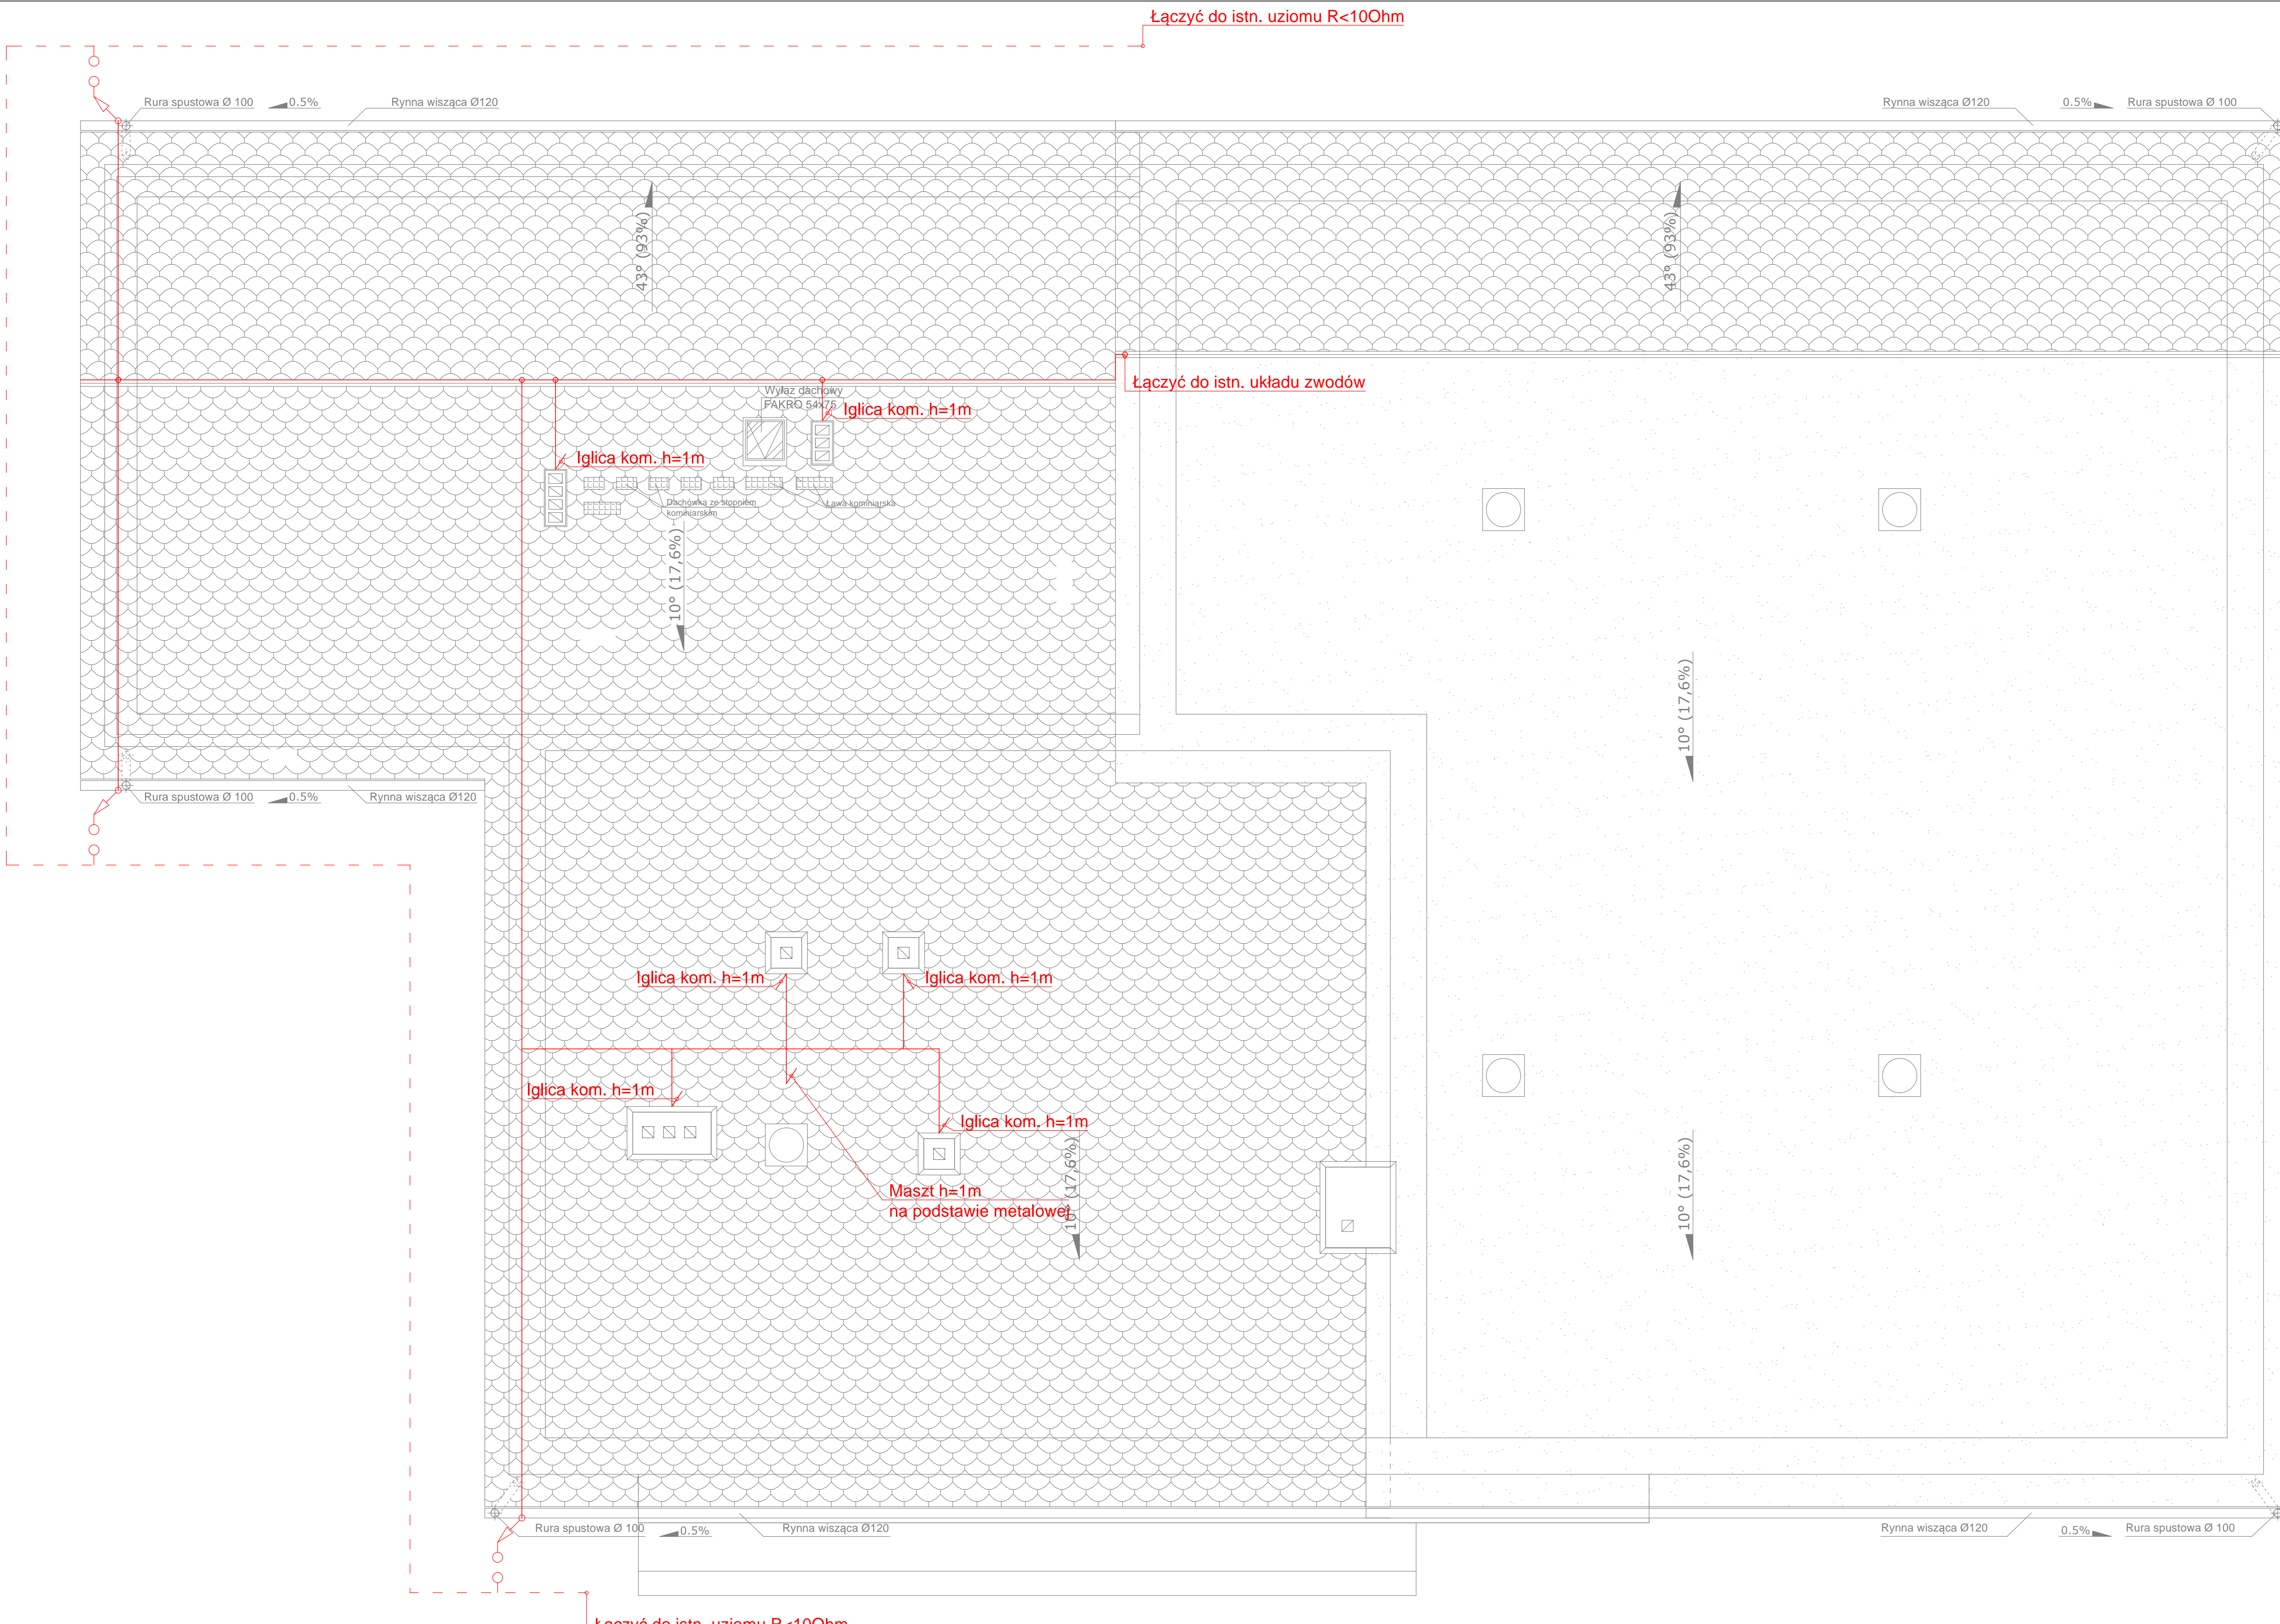 Łączyć do istn. uziomu R<10Ohm
Rura spustowa Ø 100
0.5%
Rynna wisząca Ø120
Rynna wisząca Ø120
0.5%
Rura spustowa Ø 100
43° (93%)
43° (93%)
Łączyć do istn. układu zwodów
Wyłaz dachowy
FAKRO 54x75
Iglica kom. h=1m
Iglica kom. h=1m
Dachówka ze stopniem
kominiarskim
Ława kominiarska
10° (17,6%)
10° (17,6%)
Rura spustowa Ø 100
0.5%
Rynna wisząca Ø120
Iglica kom. h=1m
Iglica kom. h=1m
Iglica kom. h=1m
Iglica kom. h=1m
10° (17,6%)
10° (17,6%)
Maszt h=1m
na podstawie metalowej
Rura spustowa Ø 100
0.5%
Rynna wisząca Ø120
Rynna wisząca Ø120
0.5%
Rura spustowa Ø 100
Łączyć do istn. uziomu R<10Ohm